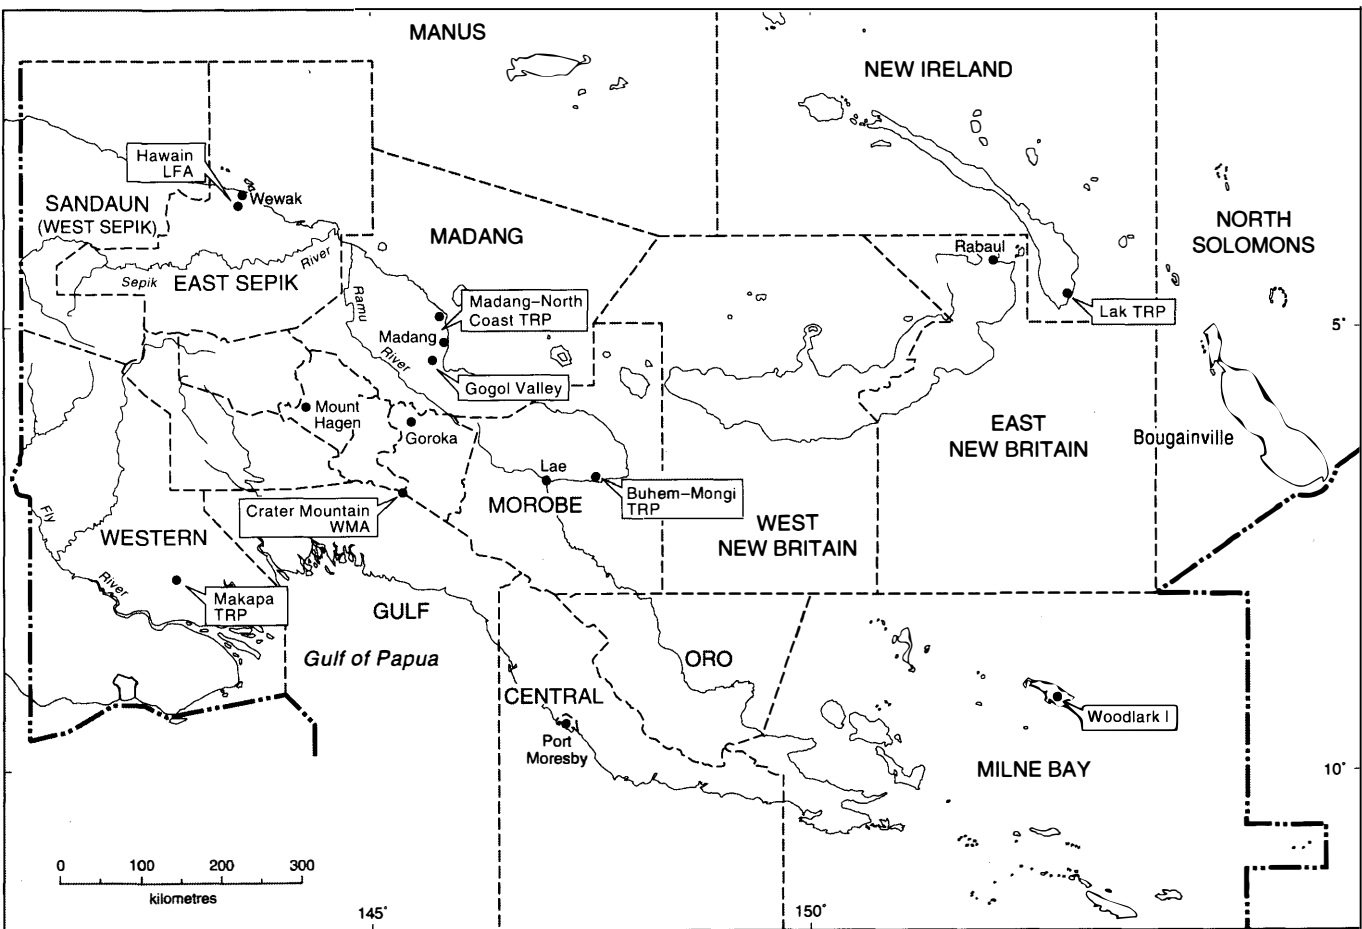 MANUS
NEW IRELAND
Hawain
LFA
Wewak
SANDAUN
(WEST SEPIK)
MADANG
NORTH
SOLOMONS
Rabaul
River
Sepik
EAST SEPIK
Ramu
River
Madang–North
Coast TRP
Lak TRP
5°
Madang
Gogol Valley
Mount
Hagen
Goroka
EAST
NEW BRITAIN
Bougainville
Lae
Buhem–Mongi
TRP
MOROBE
Crater Mountain
WMA
Fly
River
WESTERN
WEST
NEW BRITAIN
Makapa
TRP
GULF
Gulf of Papua
ORO
CENTRAL
Port
Moresby
Woodlark I
MILNE BAY
10°
0 100 200 300
kilometres
145°
150°